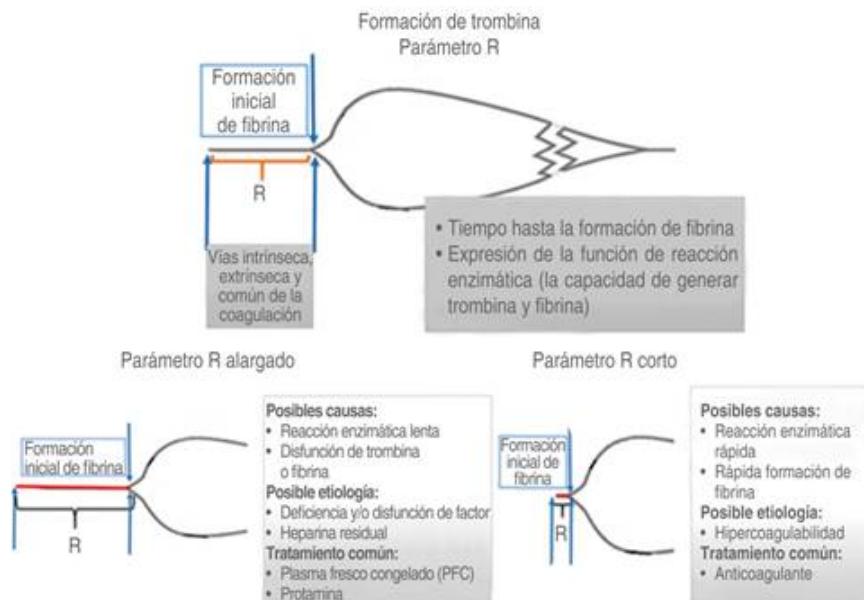 Formación de trombina
Parámetro R
Formación
inicial
de fibrina
R
Vías intrínseca,
extrínseca y
común de la
coagulación
• Tiempo hasta la formación de fibrina
• Expresión de la función de reacción
enzimática (la capacidad de generar
trombina y fibrina)
Parámetro R alargado
Formación
inicial de fibrina
R
Posibles causas:
• Reacción enzimática lenta
• Disfunción de trombina
o fibrina
Posible etiología:
• Deficiencia y/o disfunción de factor
• Heparina residual
Tratamiento común:
• Plasma fresco congelado (PFC)
• Protamina
Parámetro R corto
Formación
inicial de
fibrina
R
Posibles causas:
• Reacción enzimática
rápida
• Rápida formación de
fibrina
Posible etiología:
• Hipercoagulabilidad
Tratamiento común:
• Anticoagulante